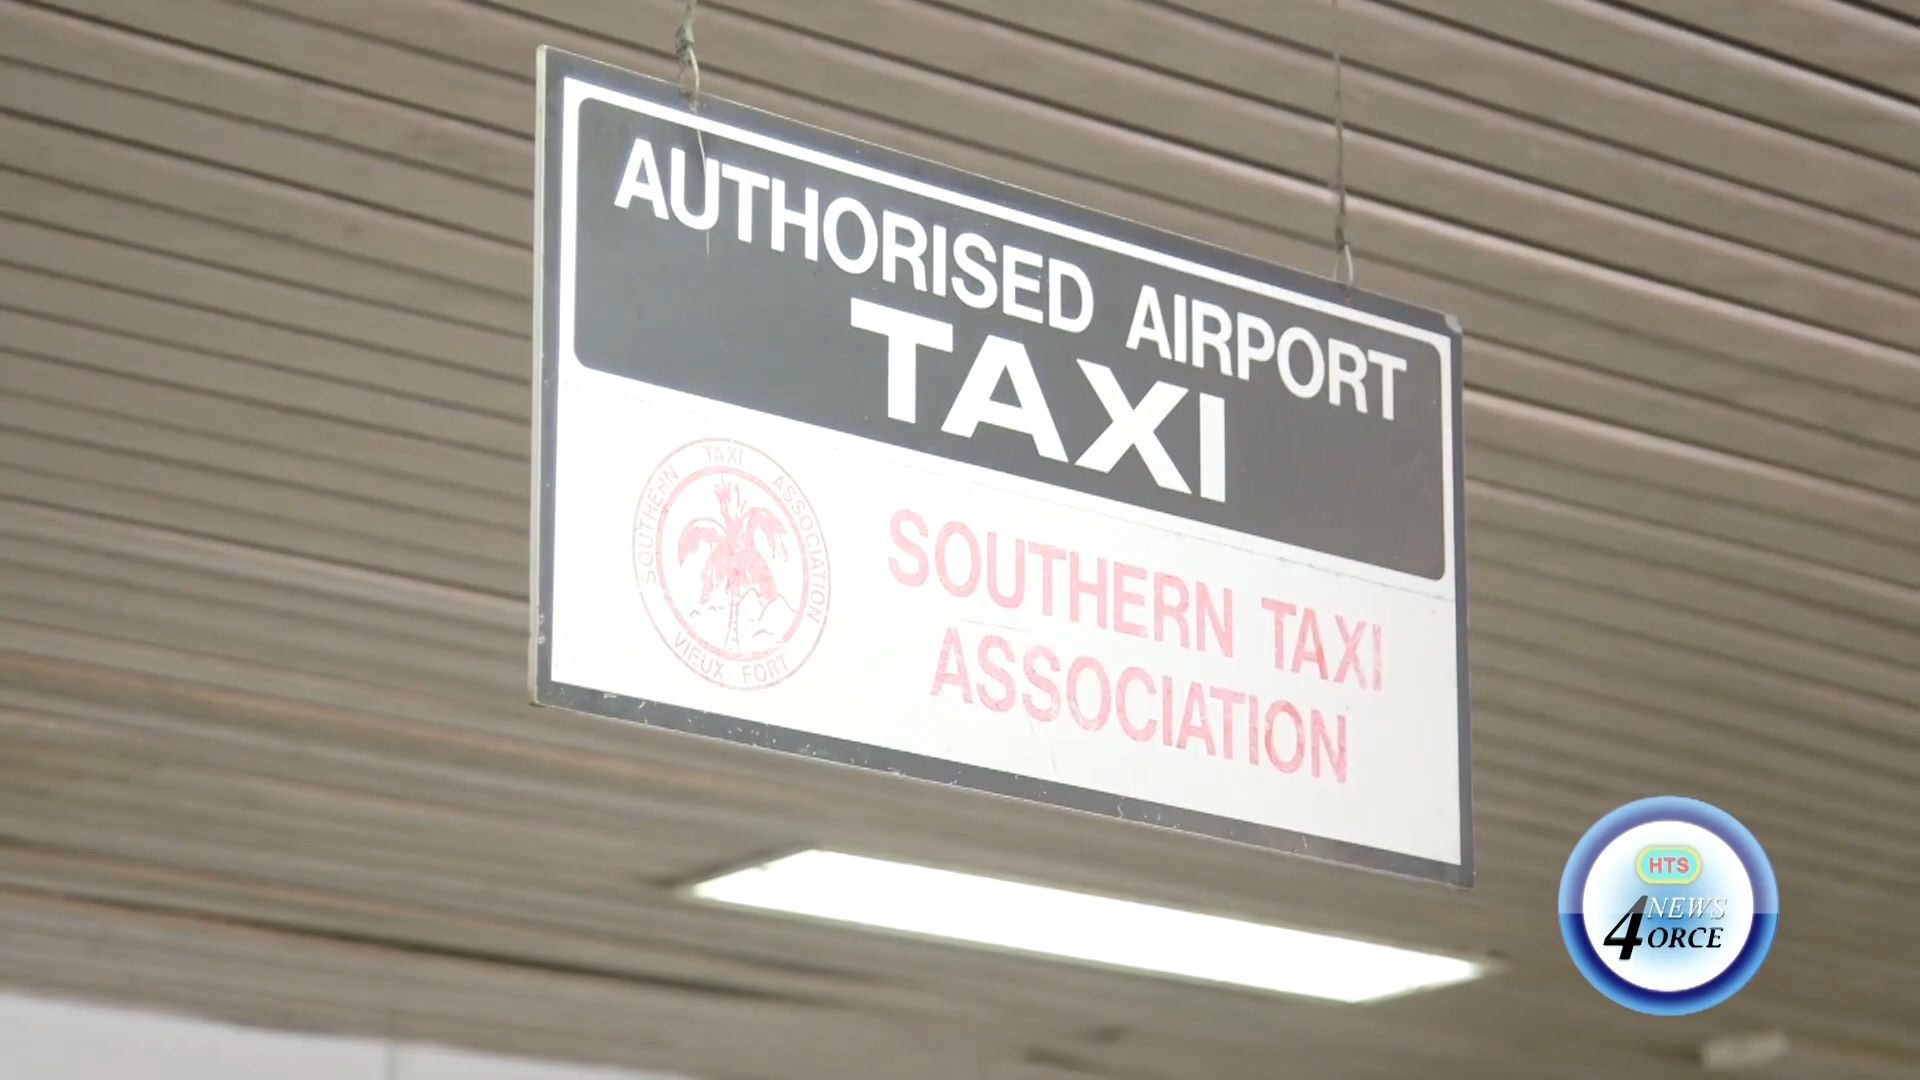 AUTHORISED AIRPORT
TAXI
SOUTHERN TAXI ASSOCIATION
VIEUX FORT
SOUTHERN TAXI
ASSOCIATION
HTS
NEWS
4ORCE